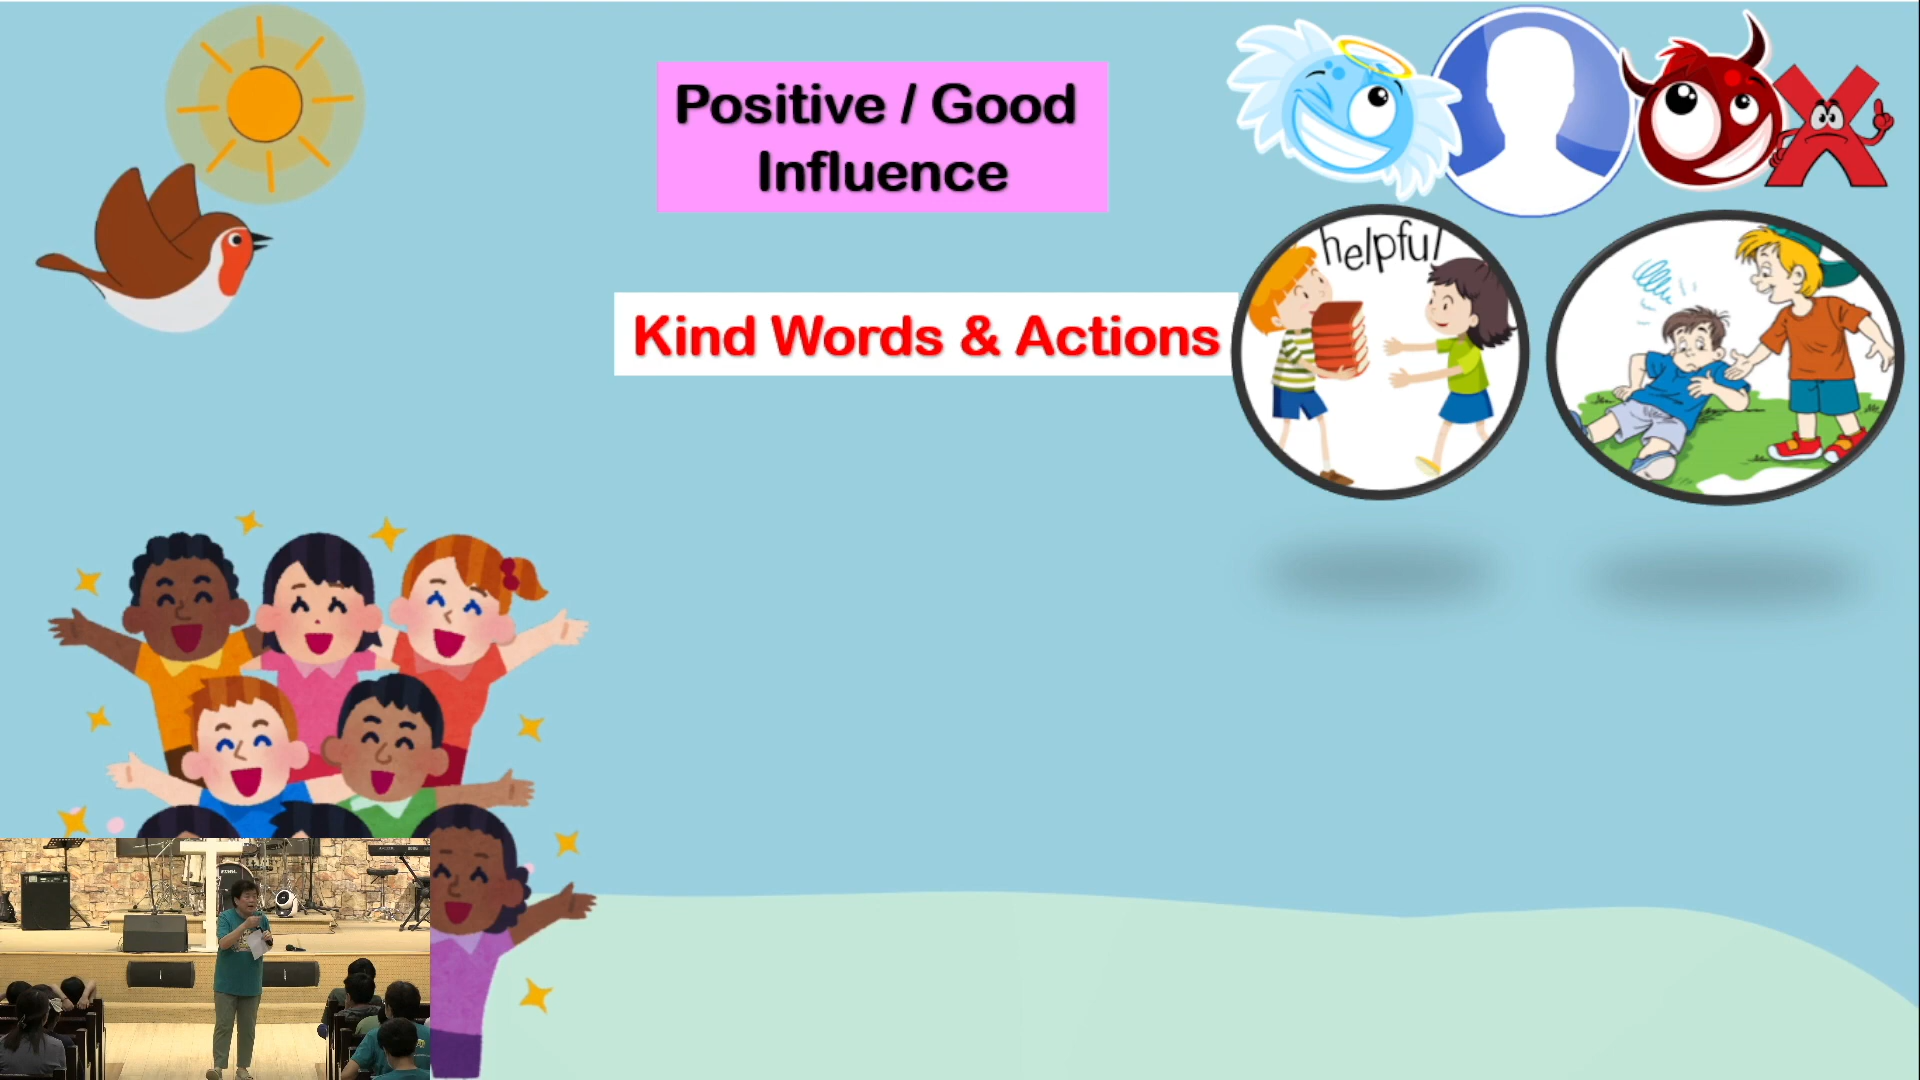 Positive / Good
Influence
helpful
Kind Words & Actions